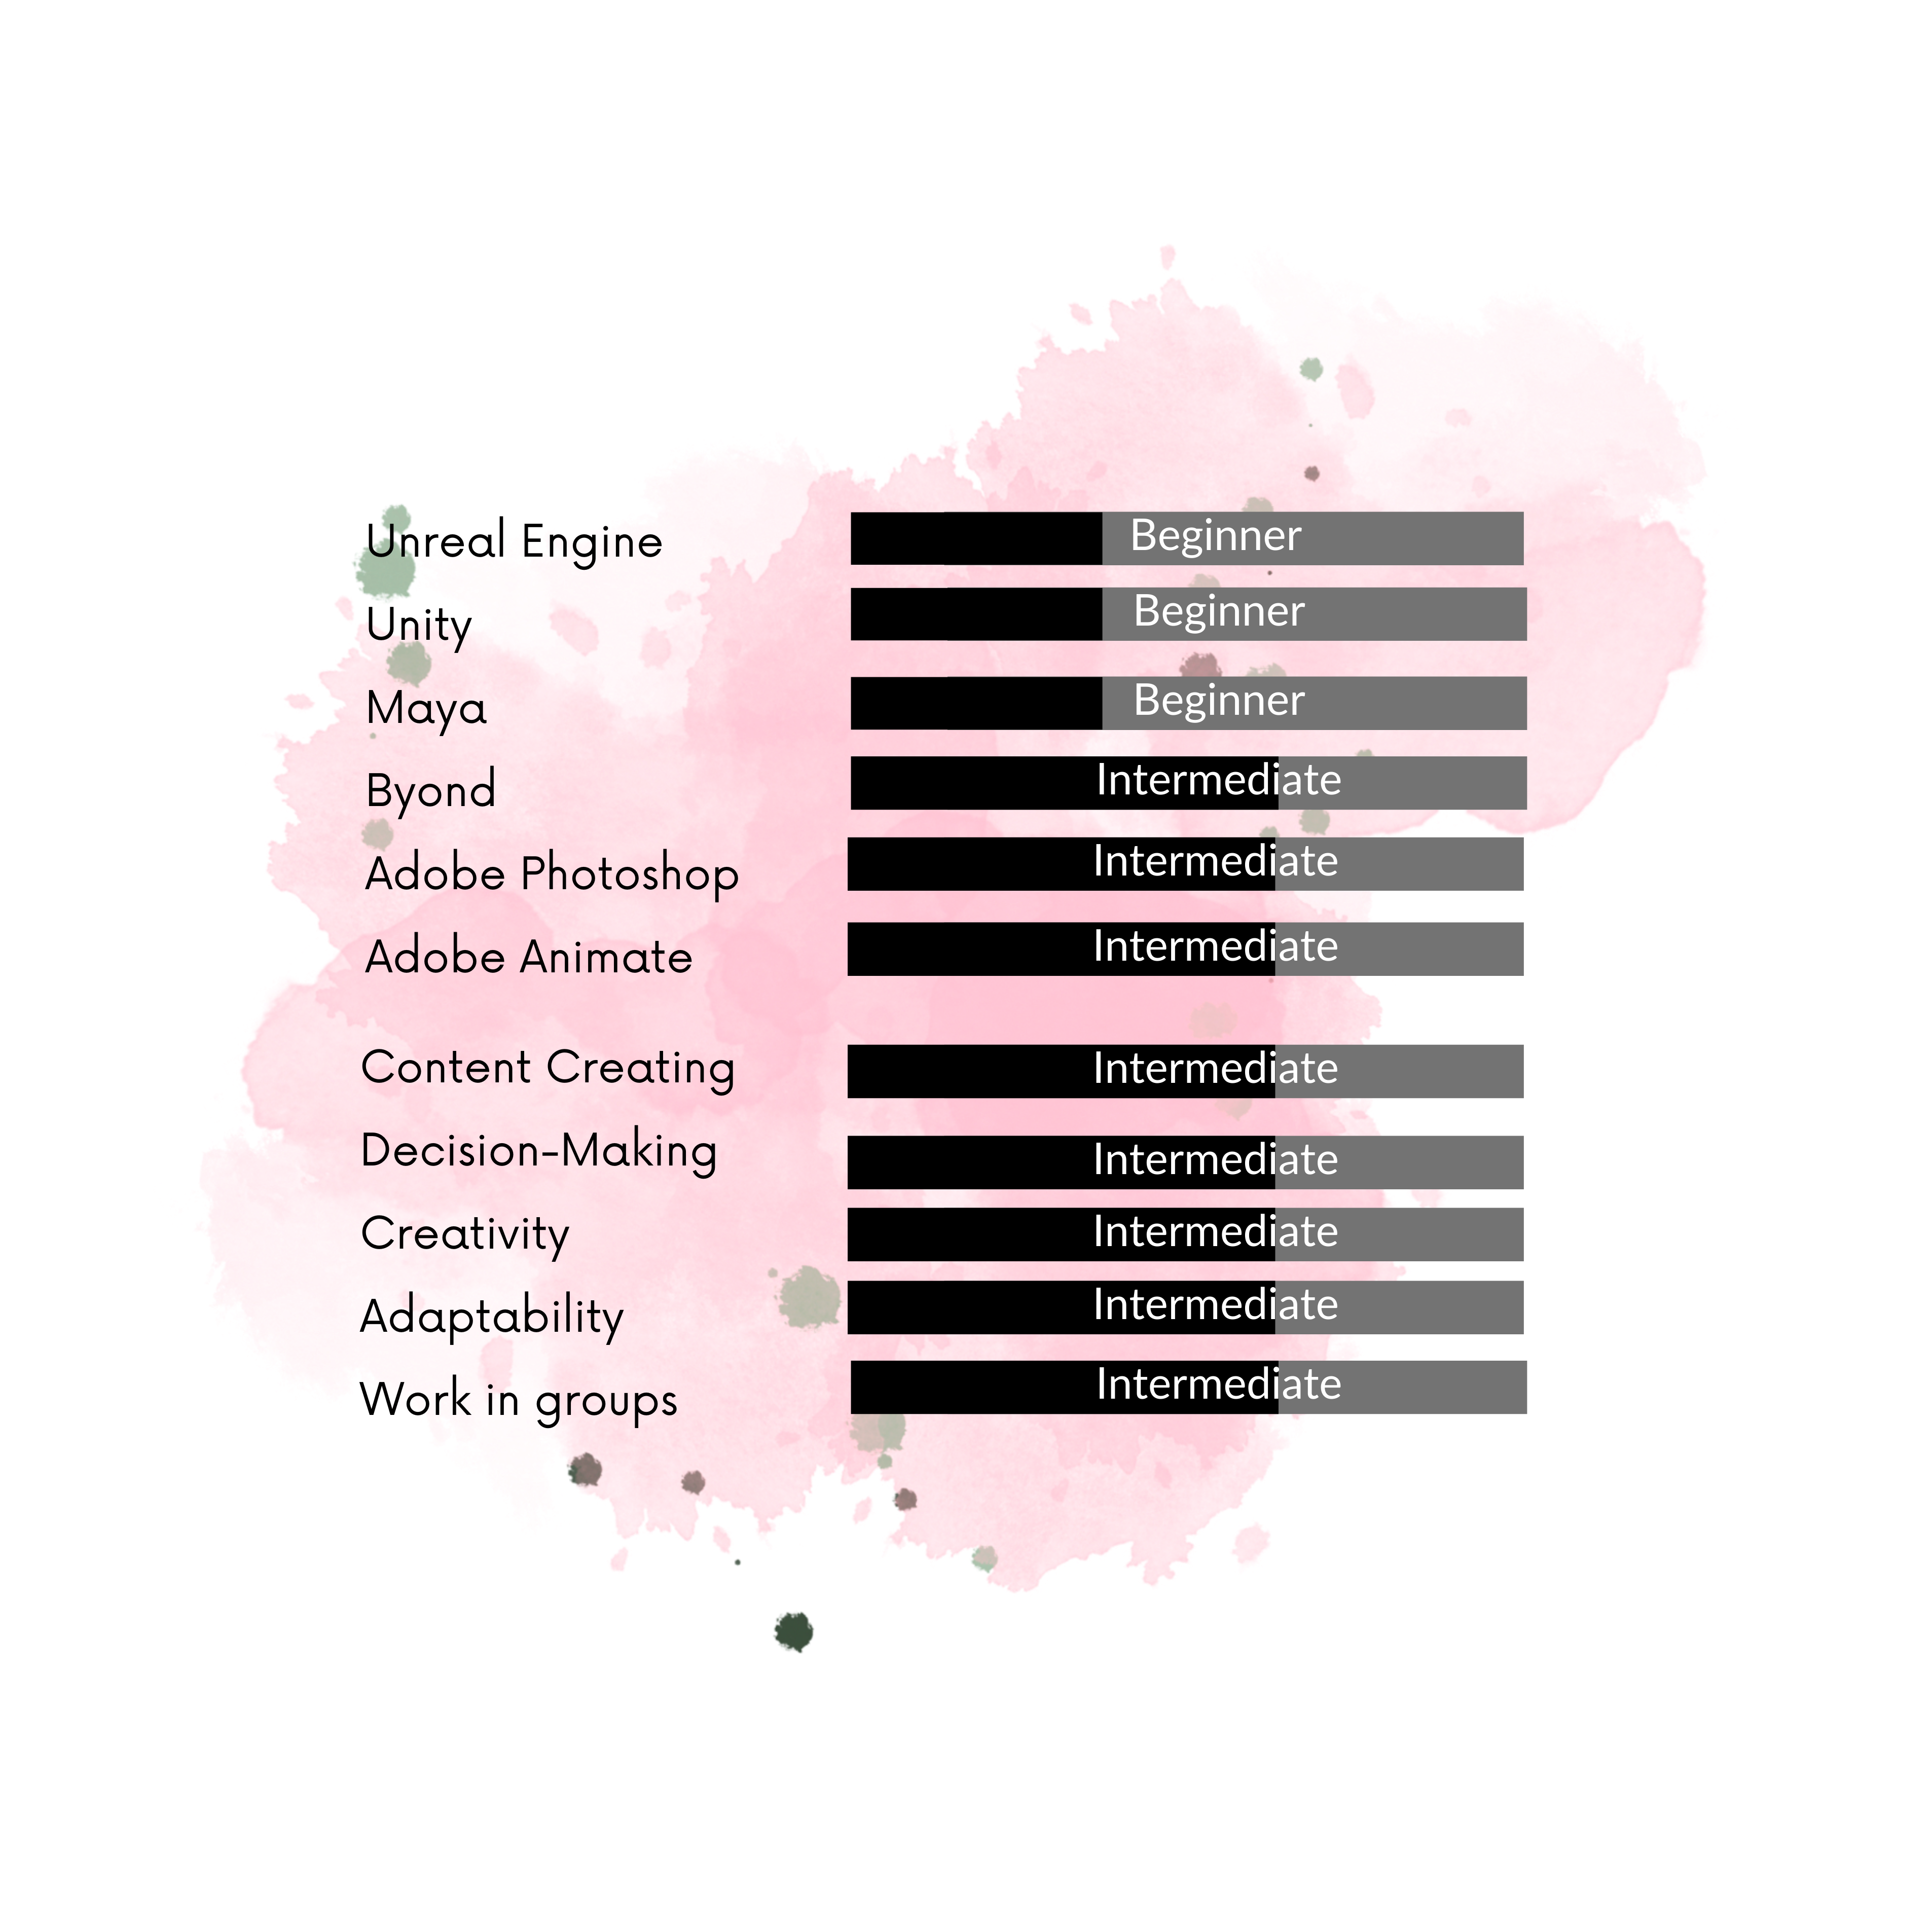 Unreal Engine Beginner
Unity Beginner
Maya Beginner
Byond Intermediate
Adobe Photoshop Intermediate
Adobe Animate Intermediate
Content Creating Intermediate
Decision-Making Intermediate
Creativity Intermediate
Adaptability Intermediate
Work in groups Intermediate